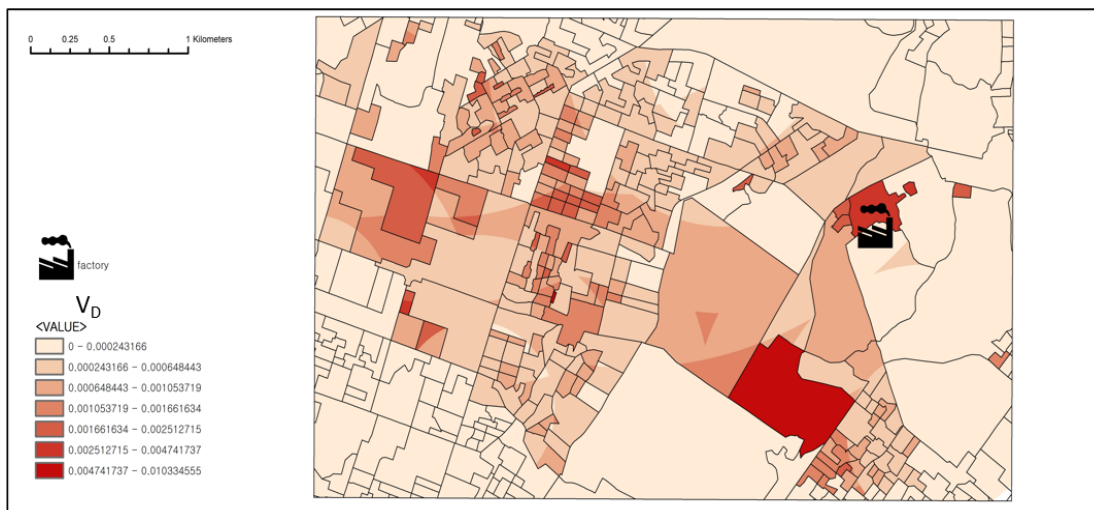 0 0.25 0.5 1 Kilometers
factory
V_D
<VALUE>
0 – 0.000243166
0.000243166 – 0.000648443
0.000648443 – 0.001053719
0.001053719 – 0.001661634
0.001661634 – 0.002512715
0.002512715 – 0.004741737
0.004741737 – 0.010334555